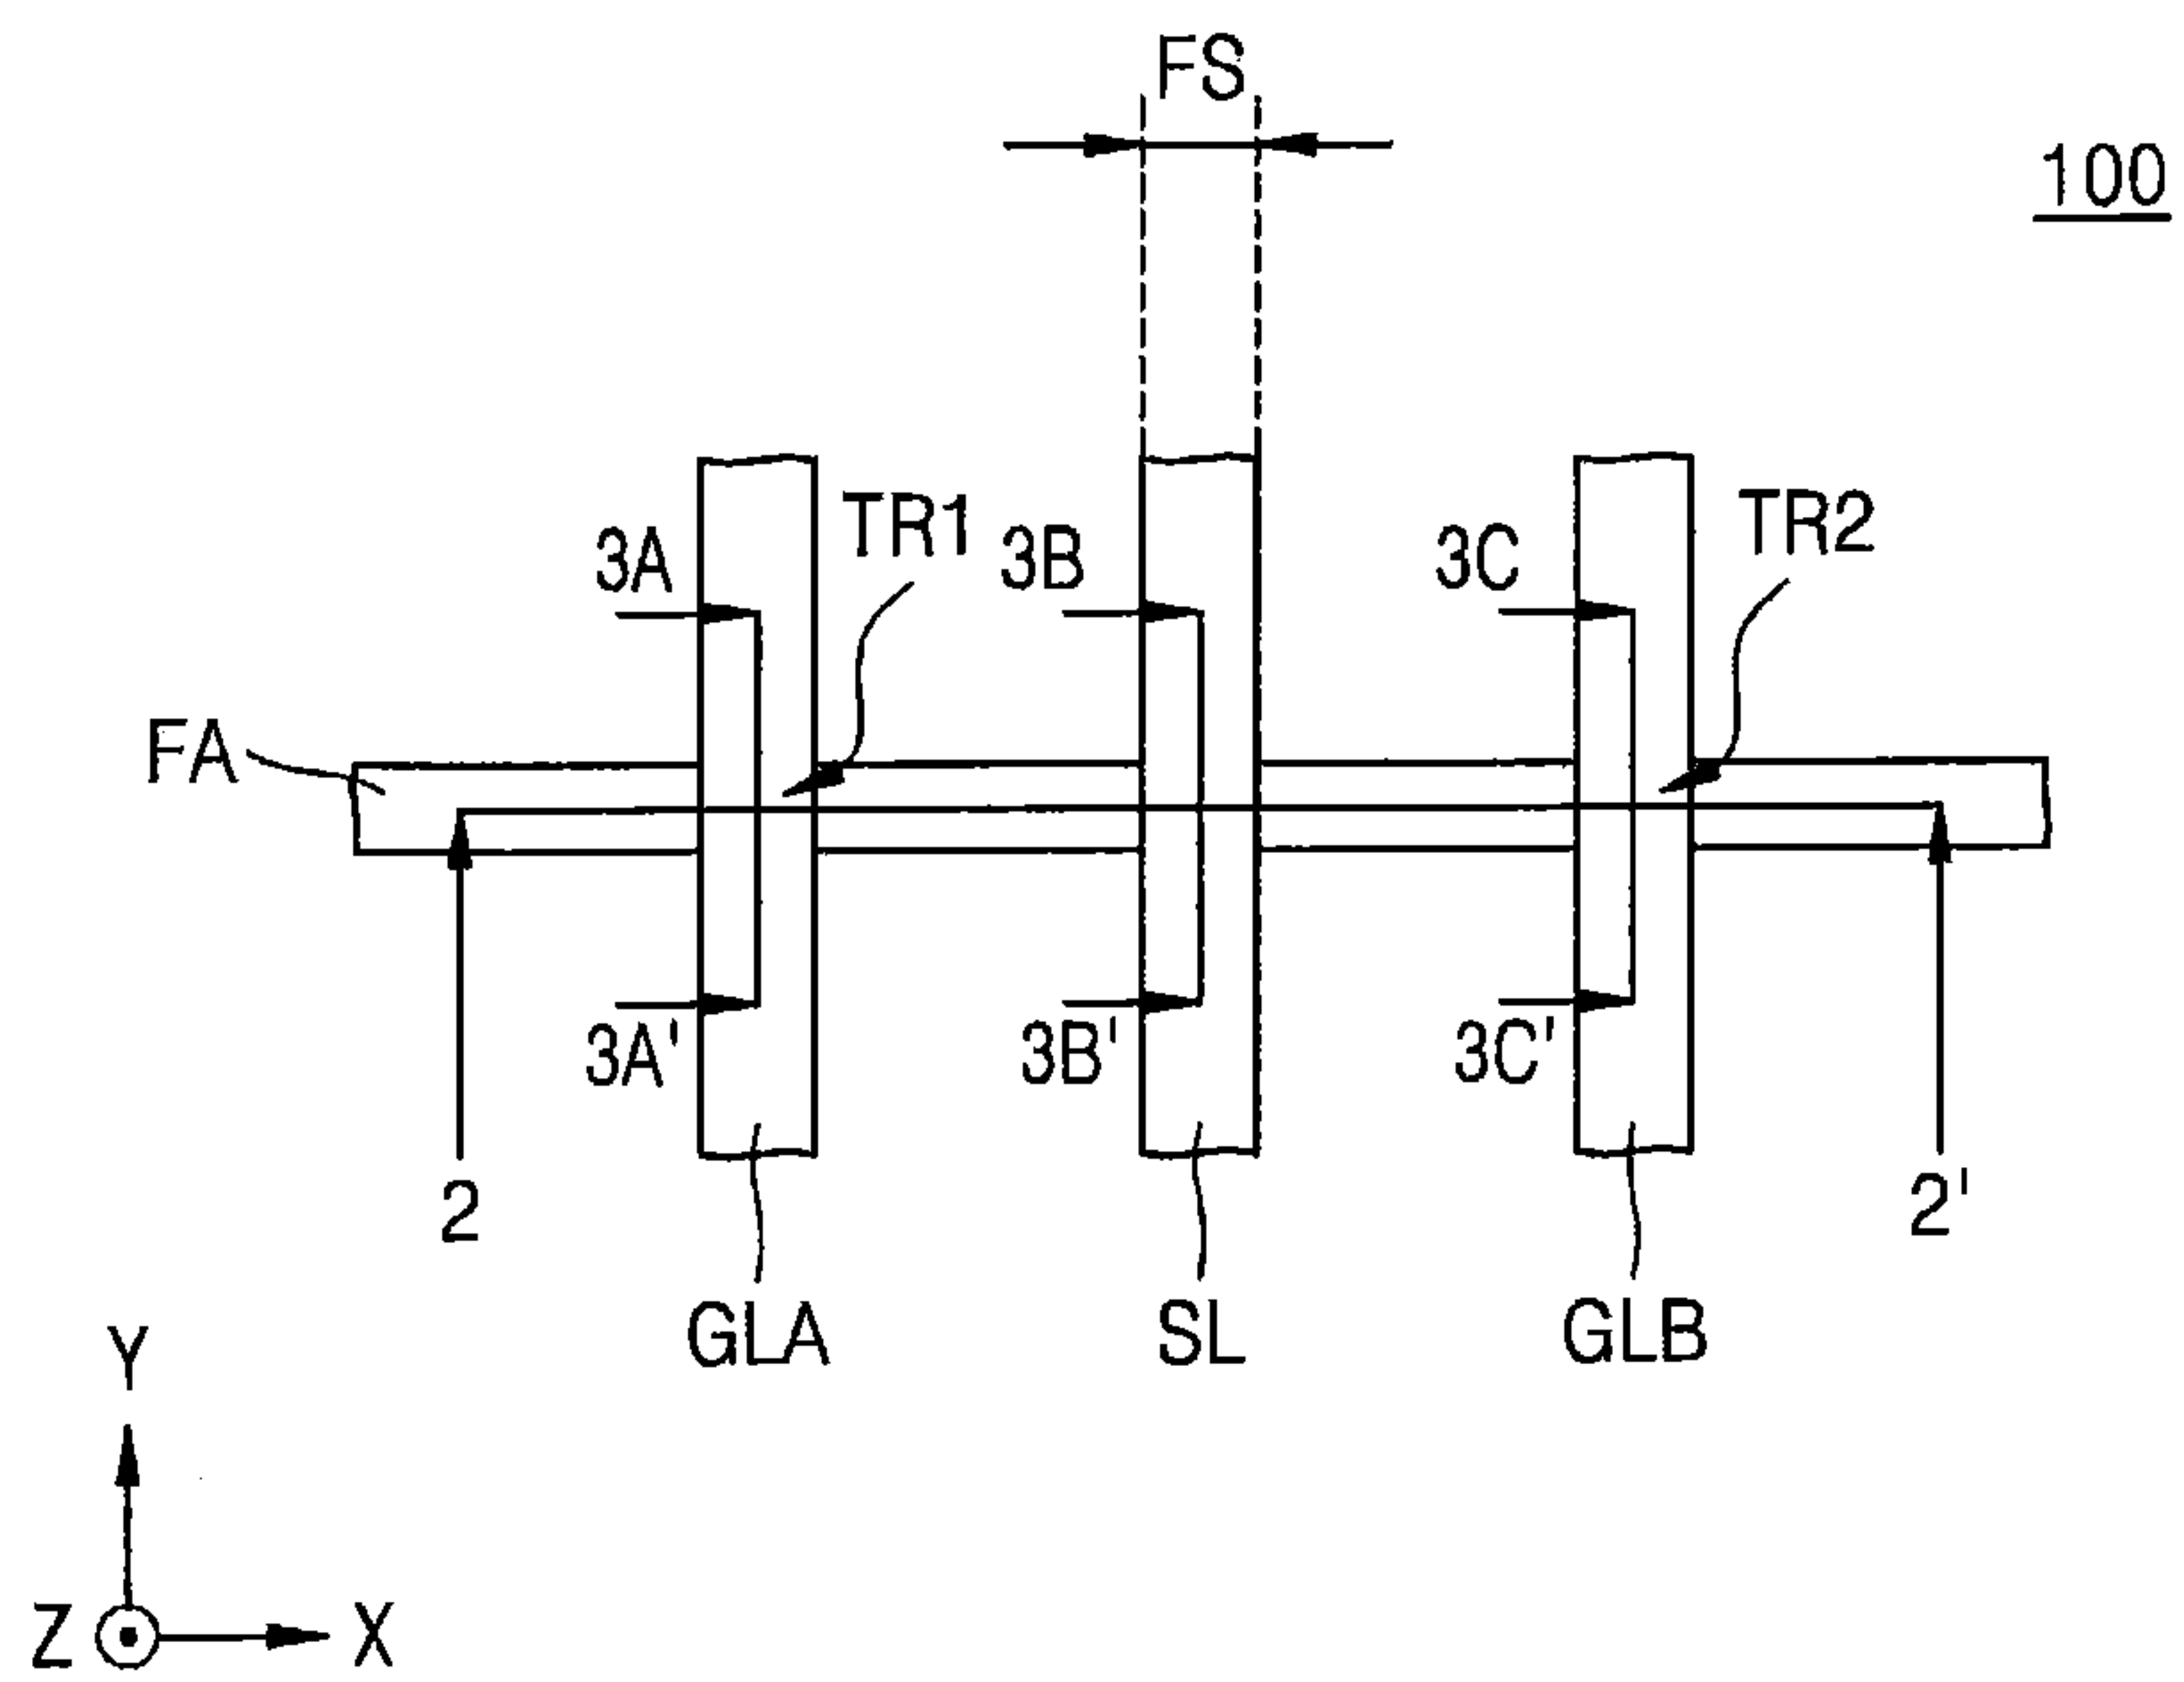 FS
100
TR1
TR2
3A
3B
3C
FA
3A'
3B'
3C'
2
2'
GLA
SL
GLB
Y
Z
X